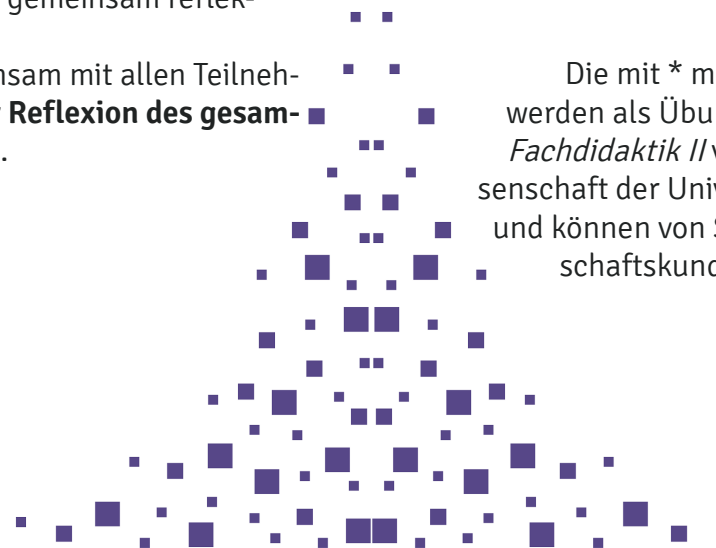 gemeinsam reflek-
nsam mit allen Teilneh-
Reflexion des gesam-
.
Die mit * m
werden als Übu
Fachdidaktik II
senschaft der Univ
und können von
schaftskund